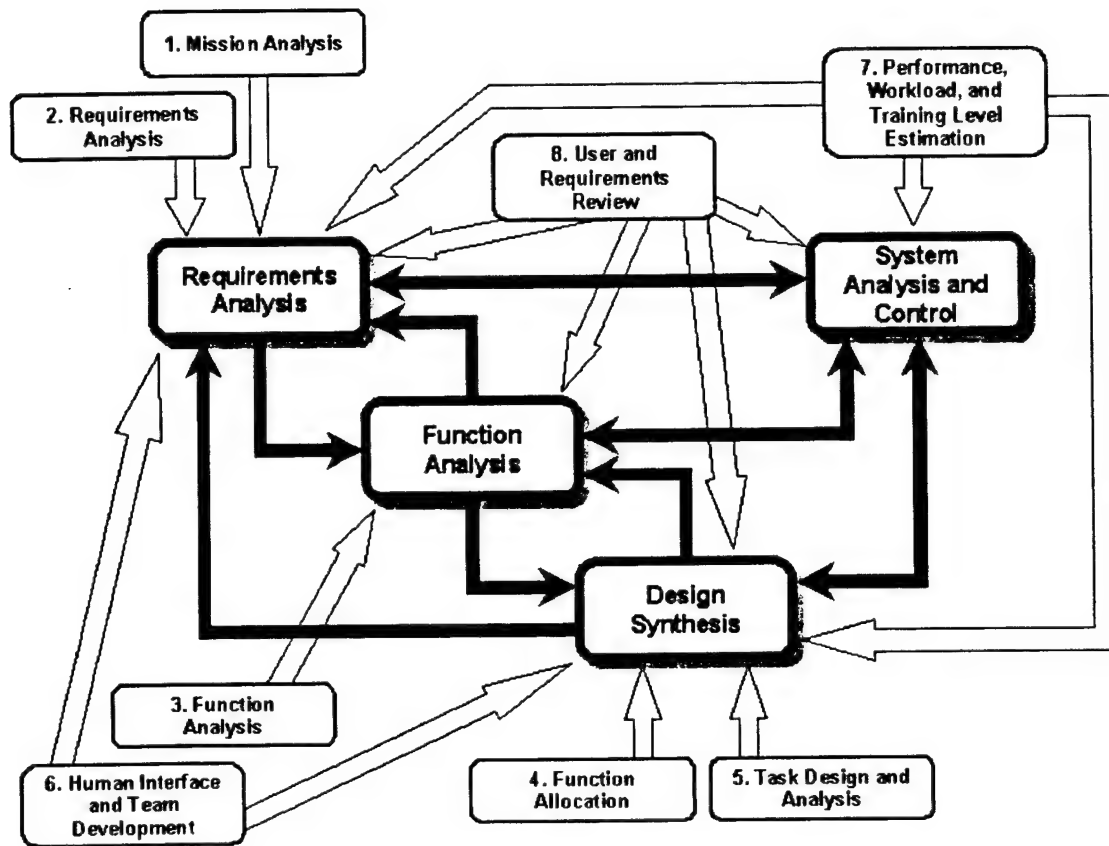 1. Mission Analysis
2. Requirements
Analysis
7. Performance,
Workload, and
Training Level
Estimation
8. User and
Requirements
Review
Requirements
Analysis
System
Analysis and
Control
Function
Analysis
Design
Synthesis
3. Function
Analysis
6. Human Interface
and Team
Development
4. Function
Allocation
5. Task Design and
Analysis